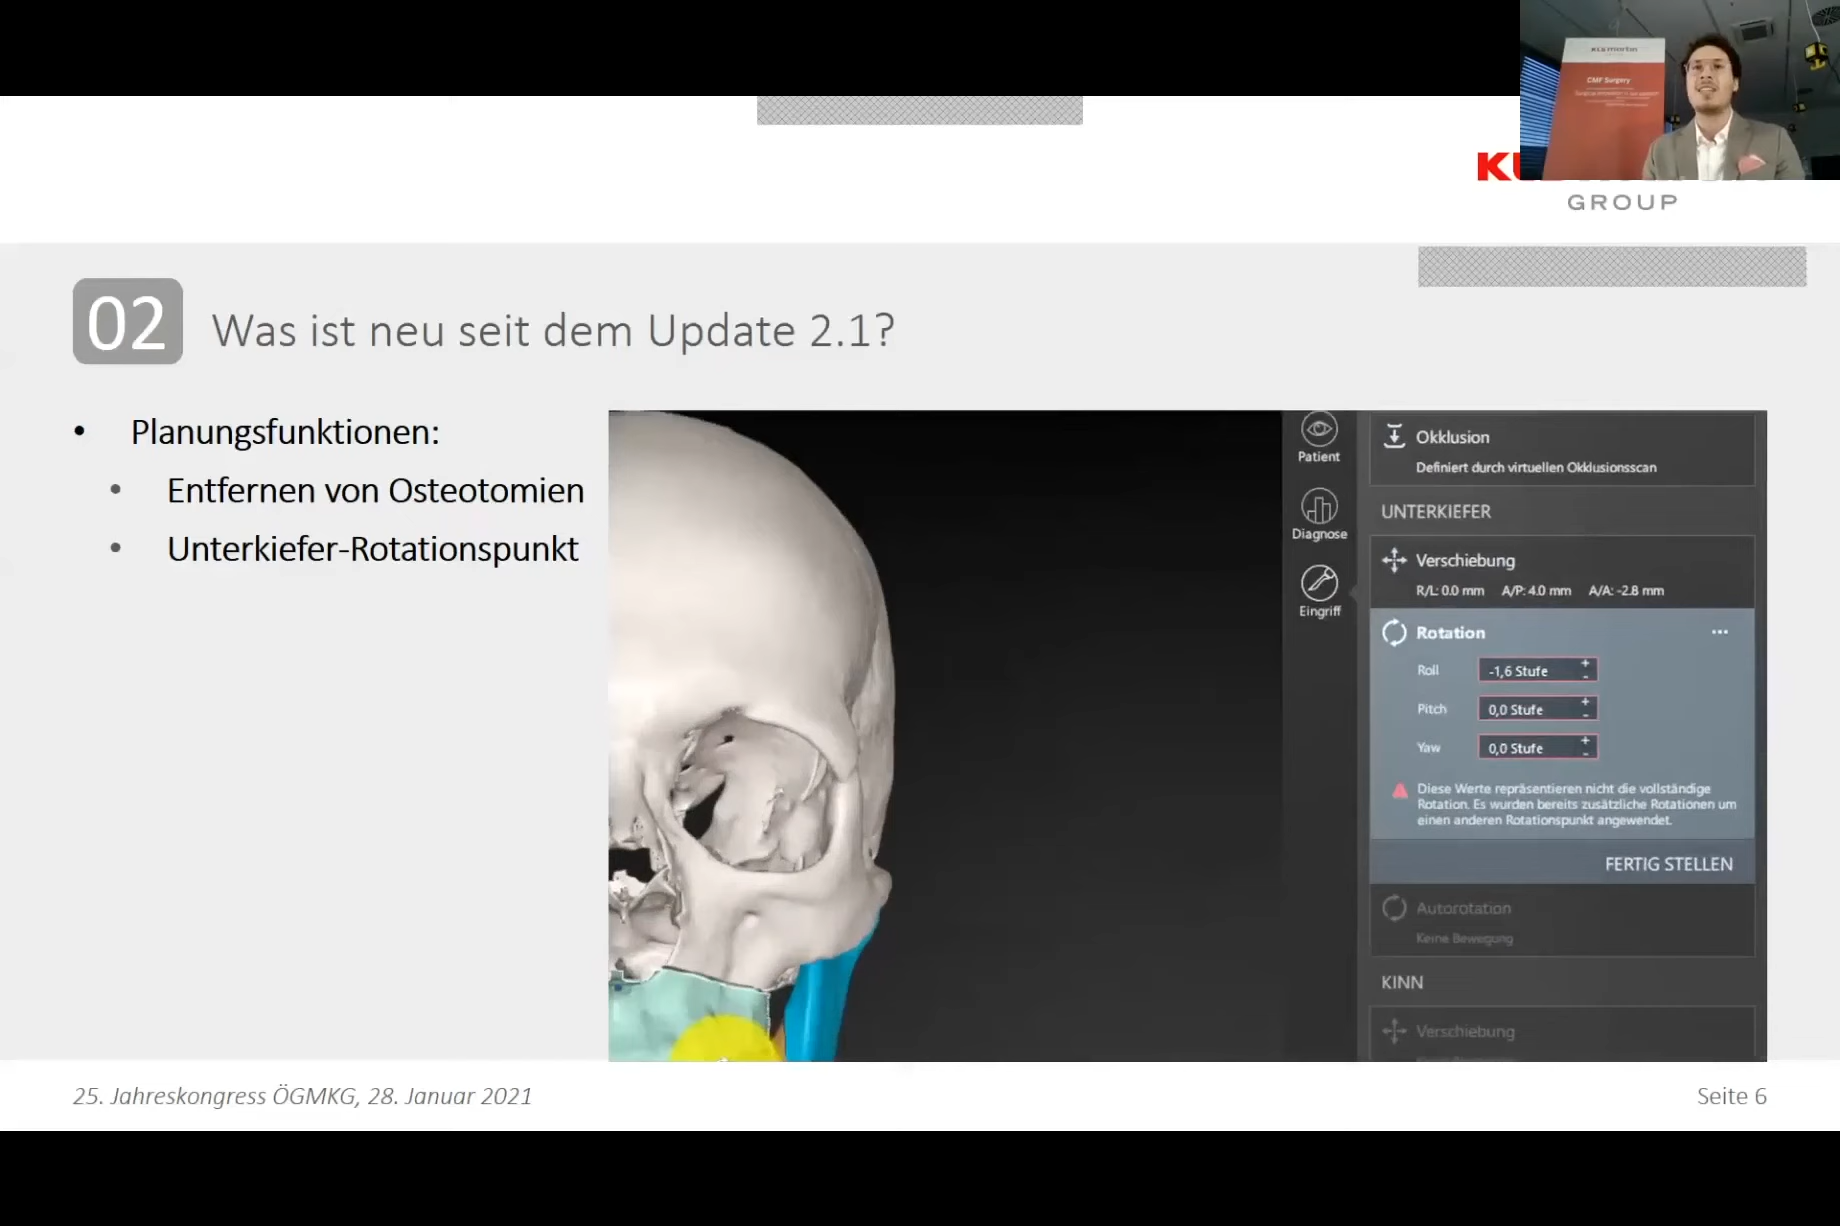 KLS martin
CMF Surgery
GROUP
02
Was ist neu seit dem Update 2.1?
• Planungsfunktionen:
• Entfernen von Osteotomien
• Unterkiefer-Rotationspunkt
Patient
Diagnose
Eingriff
Okklusion
Definiert durch virtuellen Okklusionsscan
UNTERKIEFER
Verschiebung
R/L: 0.0 mm A/P: 4.0 mm A/A: -2.8 mm
Rotation
Roll -1,6 Stufe + -
Pitch 0,0 Stufe + -
Yaw 0,0 Stufe + -
Diese Werte repräsentieren nicht die vollständige
Rotation. Es wurden bereits zusätzliche Rotationen um
einen anderen Rotationspunkt angewendet.
FERTIG STELLEN
Autorotation
Keine Bewegung
KINN
Verschiebung
25. Jahreskongress ÖGMKG, 28. Januar 2021
Seite 6